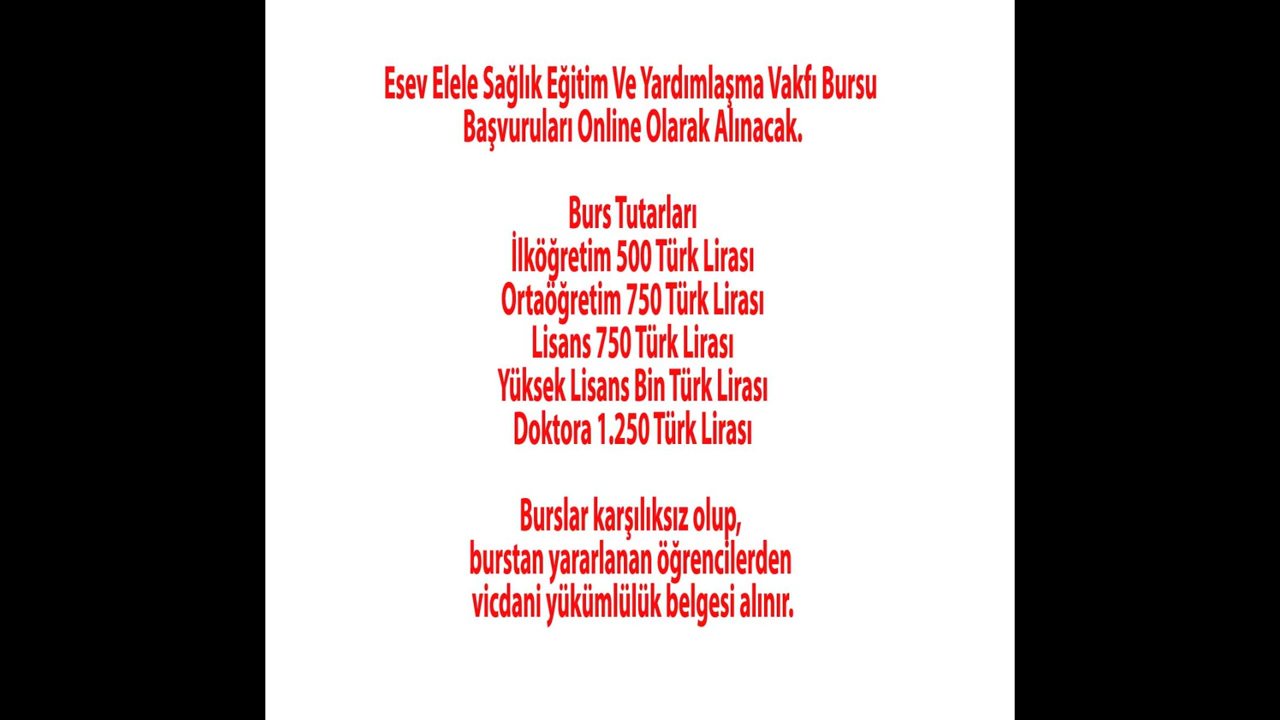 Esev Elele Sağlık Eğitim Ve Yardımlaşma Vakfı Bursu
Başvuruları Online Olarak Alınacak.
Burs Tutarları
İlköğretim 500 Türk Lirası
Ortaöğretim 750 Türk Lirası
Lisans 750 Türk Lirası
Yüksek Lisans Bin Türk Lirası
Doktora 1.250 Türk Lirası
Burslar karşılıksız olup,
burstan yararlanan öğrencilerden
vicdani yükümlülük belgesi alınır.